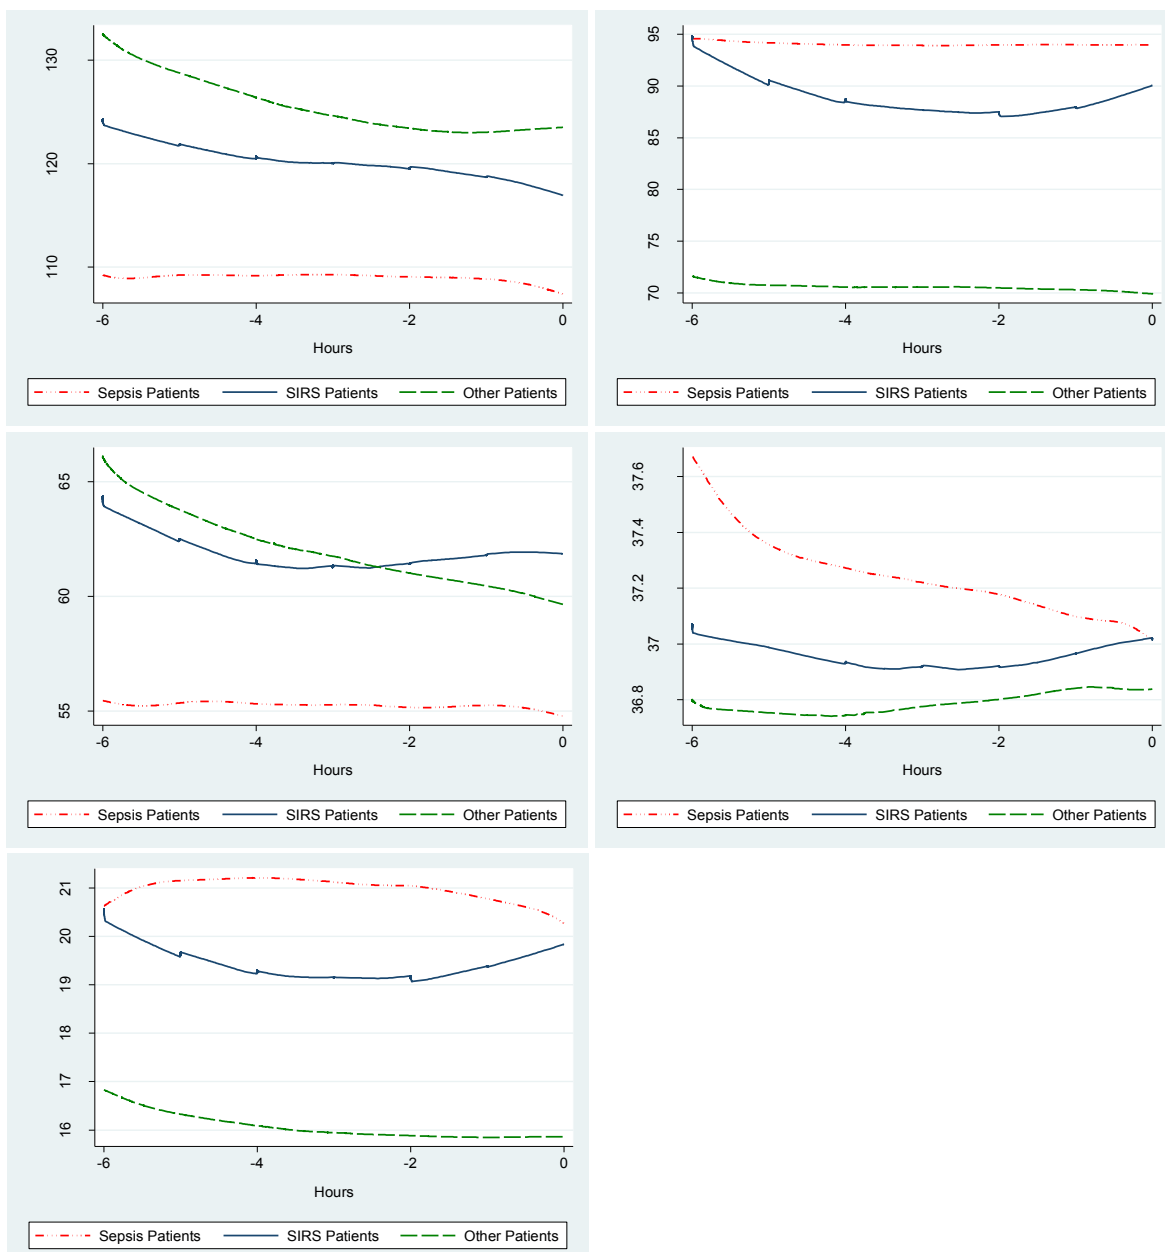 130
120
110
-6 -4 -2 0
Hours
Sepsis Patients SIRS Patients Other Patients
95
90
85
80
75
70
-6 -4 -2 0
Hours
Sepsis Patients SIRS Patients Other Patients
65
60
55
-6 -4 -2 0
Hours
Sepsis Patients SIRS Patients Other Patients
37.6
37.4
37.2
37
36.8
-6 -4 -2 0
Hours
Sepsis Patients SIRS Patients Other Patients
21
20
19
18
17
16
-6 -4 -2 0
Hours
Sepsis Patients SIRS Patients Other Patients